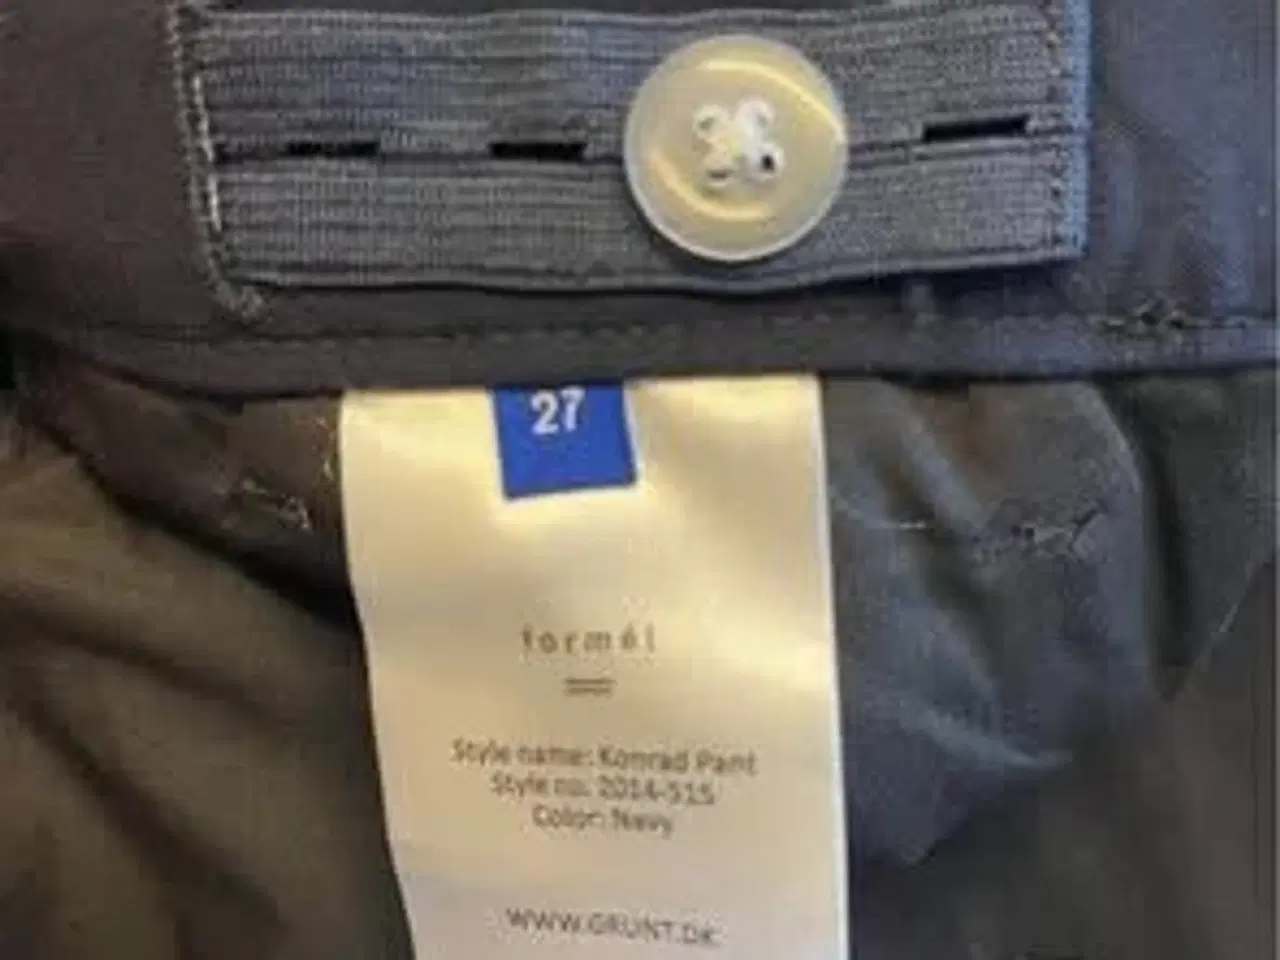 27
formél
Style name: Konrad Pant
Style no. 2014-515
Color: Navy
WWW.GRUNT.DK